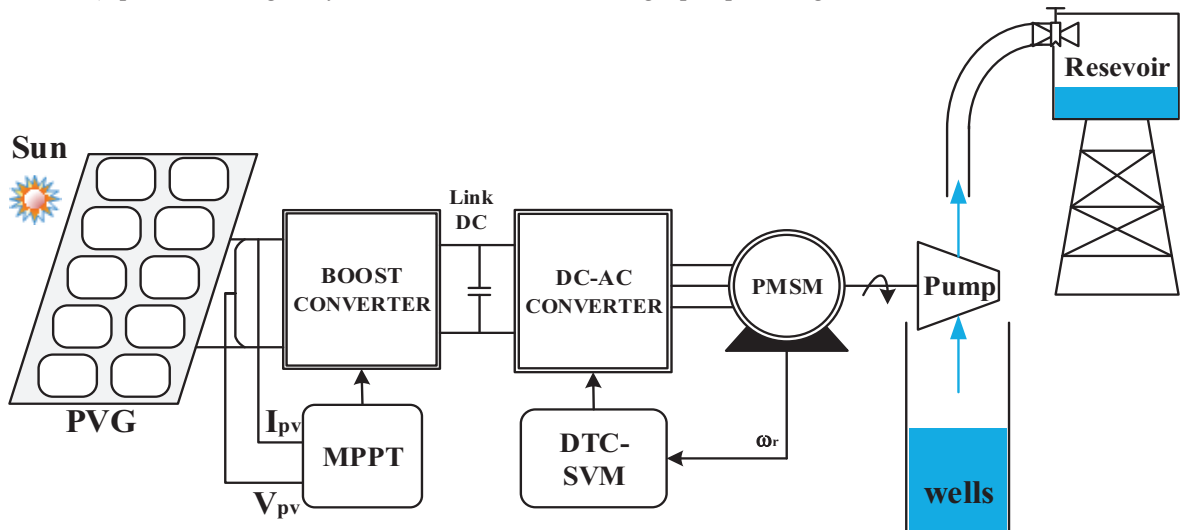 Resevoir
Sun
Link
DC
BOOST
CONVERTER
DC-AC
CONVERTER
PMSM
Pump
PVG
Ipv
MPPT
Vpv
DTC-
SVM
ωr
wells